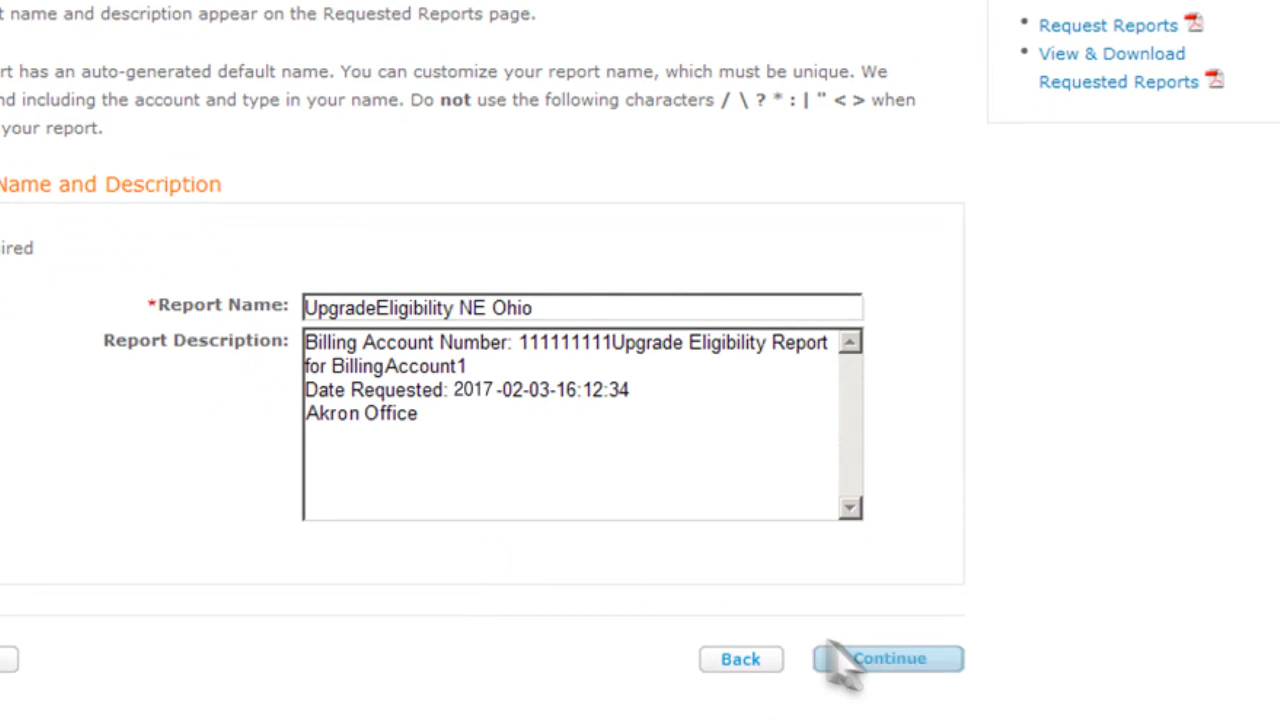 t name and description appear on the Requested Reports page.
rt has an auto-generated default name. You can customize your report name, which must be unique. We
nd including the account and type in your name. Do not use the following characters / \ ? * : | " < > when
your report.
Request Reports
View & Download
Requested Reports
Name and Description
ired
*Report Name:
UpgradeEligibility NE Ohio
Report Description:
Billing Account Number: 111111111Upgrade Eligibility Report
for BillingAccount1
Date Requested: 2017-02-03-16:12:34
Akron Office
Back
Continue